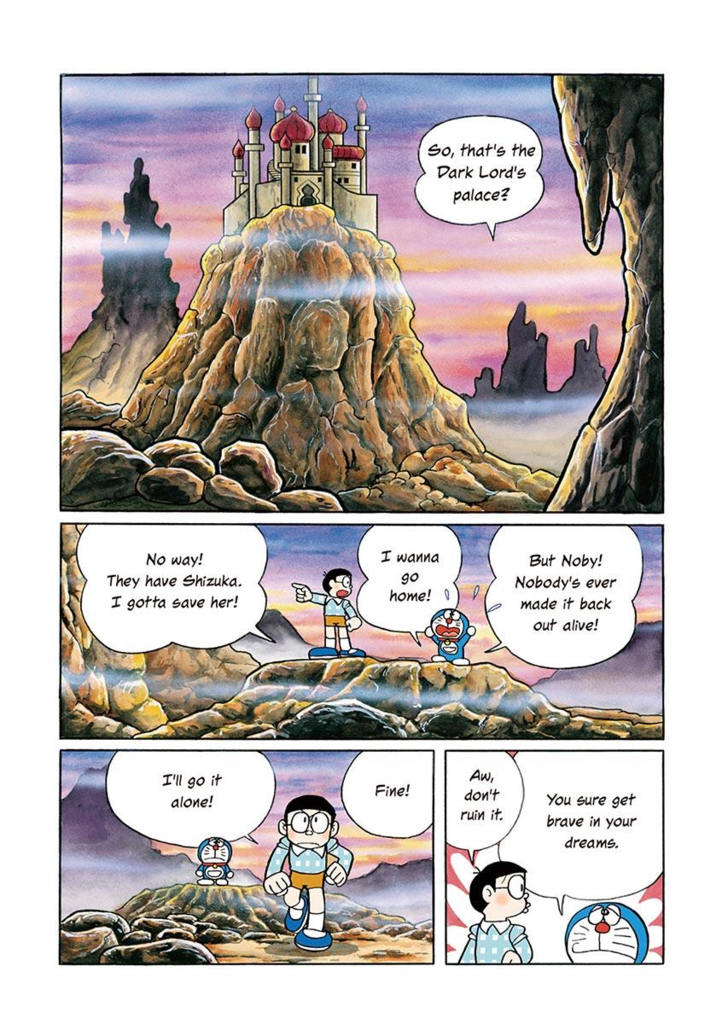 So, that's the
Dark Lord's
palace?
But Noby!
Nobody's ever
made it back
out alive!
I wanna
go
home!
No way!
They have Shizuka.
I gotta save her!
You sure get
brave in your
dreams.
Aw,
don't
ruin it.
Fine!
I'll go it
alone!